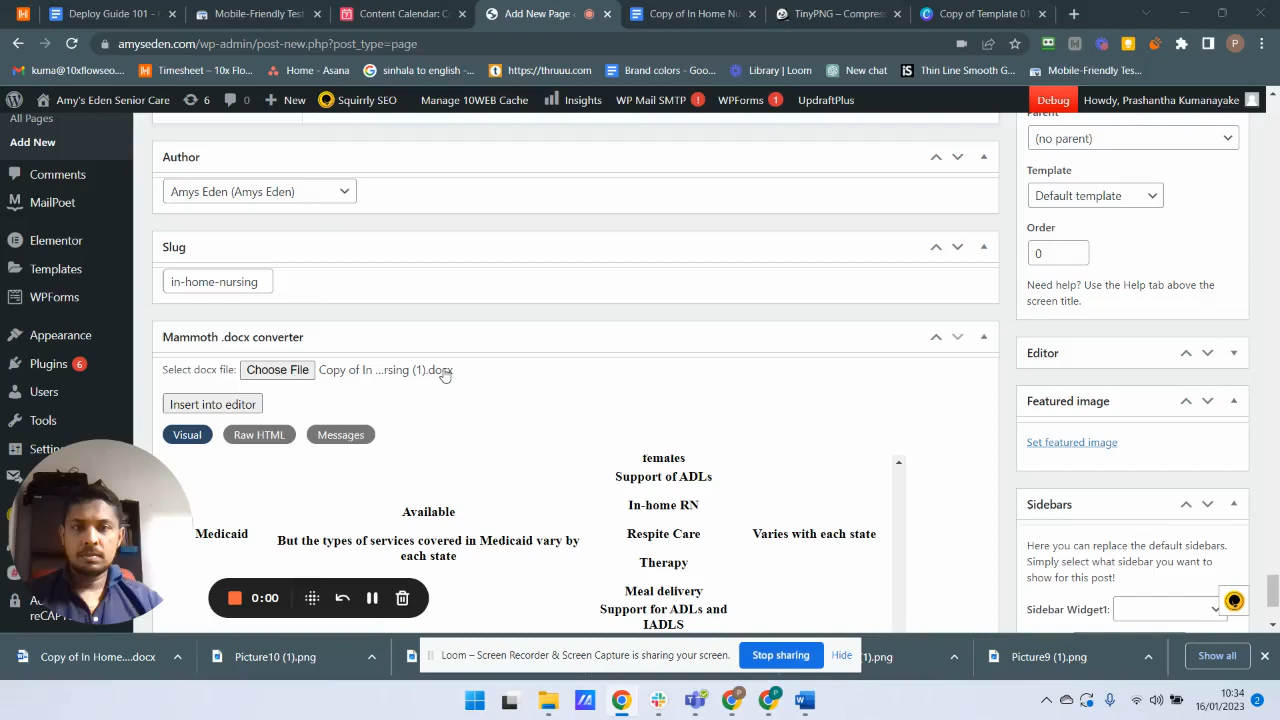 Deploy Guide 101 -
Mobile-Friendly Tes
Content Calendar: C
Add New Page
Copy of In Home Nu
TinyPNG – Compres
Copy of Template 01
amyseden.com/wp-admin/post-new.php?post_type=page
P
kuma@10xflowseo....
Timesheet – 10x Flo...
Home - Asana
sinhala to english -...
https://thruuu.com
Brand colors - Goo...
Library | Loom
New chat
Thin Line Smooth G...
Mobile-Friendly Tes...
Amy's Eden Senior Care
6
0
New
Squirrly SEO
Manage 10WEB Cache
Insights
WP Mail SMTP !
WPForms 1
UpdraftPlus
Debug
Howdy, Prashantha Kumanayake
All Pages
Add New
Comments
MailPoet
Elementor
Templates
WPForms
Appearance
Plugins 6
Users
Tools
reCAPTC
Author
Amys Eden (Amys Eden)
Slug
in-home-nursing
Mammoth .docx converter
Select docx file:
Choose File
Copy of In ...rsing (1).docx
Insert into editor
Visual
Raw HTML
Messages
females
Support of ADLs
In-home RN
Available
Medicaid
But the types of services covered in Medicaid vary by
each state
Respite Care
Varies with each state
Therapy
Meal delivery
Support for ADLs and
IADLS
0:00
Parent
(no parent)
Template
Default template
Order
0
Need help? Use the Help tab above the
screen title.
Editor
Featured image
Set featured image
Sidebars
Here you can replace the default sidebars.
Simply select what sidebar you want to
show for this post!
Sidebar Widget1:
Copy of In Home....docx
Picture10 (1).png
Loom – Screen Recorder & Screen Capture is sharing your screen.
Stop sharing
Hide
(1).png
Picture9 (1).png
Show all
10:34
16/01/2023
2